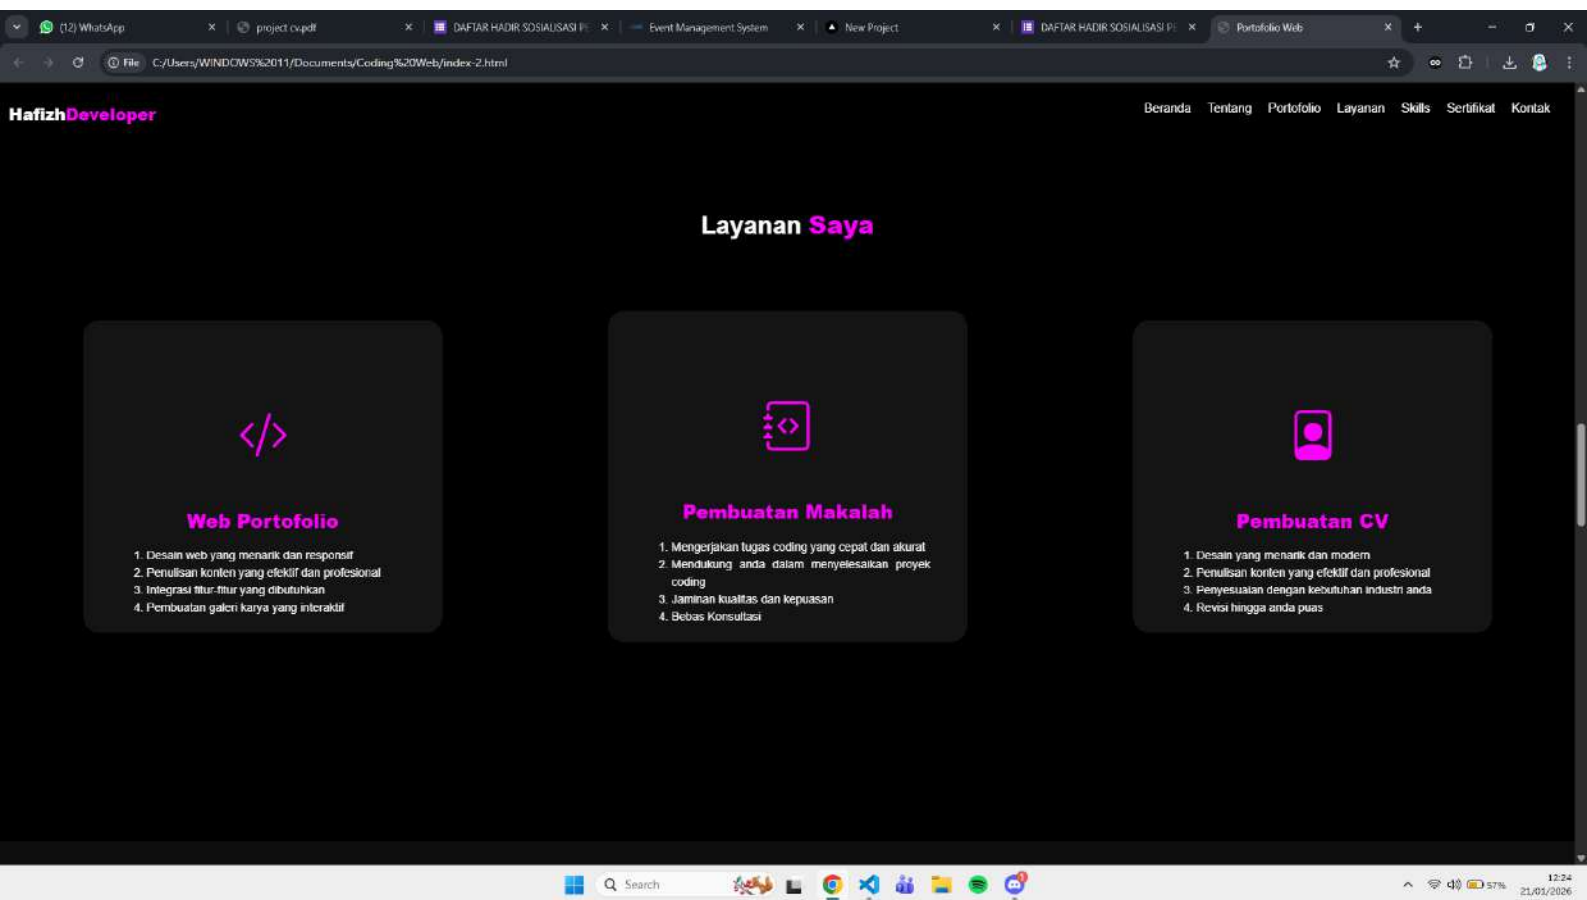 (12) WhatsApp
project cv.pdf
DAFTAR HADIR SOSIALISASI PE
Event Management System
New Project
DAFTAR HADIR SOSIALISASI PE
Portofolio Web
File
C:/Users/WINDOWS%2011/Documents/Coding%20Web/index-2.html
HafizhDeveloper
Beranda Tentang Portofolio Layanan Skills Sertifikat Kontak
Layanan Saya
Web Portofolio
1. Desain web yang menarik dan responsif
2. Penulisan konten yang efektif dan profesional
3. Integrasi fitur-fitur yang dibutuhkan
4. Pembuatan galeri karya yang interaktif
Pembuatan Makalah
1. Mengerjakan tugas coding yang cepat dan akurat
2. Mendukung anda dalam menyelesaikan proyek
coding
3. Jaminan kualitas dan kepuasan
4. Bebas Konsultasi
Pembuatan CV
1. Desain yang menarik dan modern
2. Penulisan konten yang efektif dan profesional
3. Penyesuaian dengan kebutuhan industri anda
4. Revisi hingga anda puas
Search
57%
12:24
21/01/2026